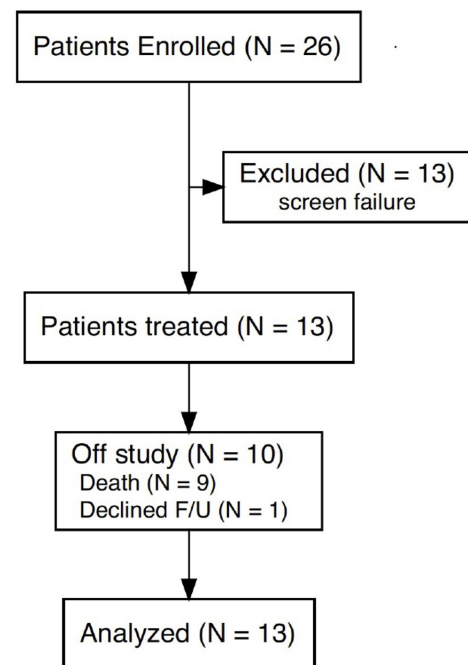 Patients Enrolled (N = 26)
Excluded (N = 13)
screen failure
Patients treated (N = 13)
Off study (N = 10)
Death (N = 9)
Declined F/U (N = 1)
Analyzed (N = 13)